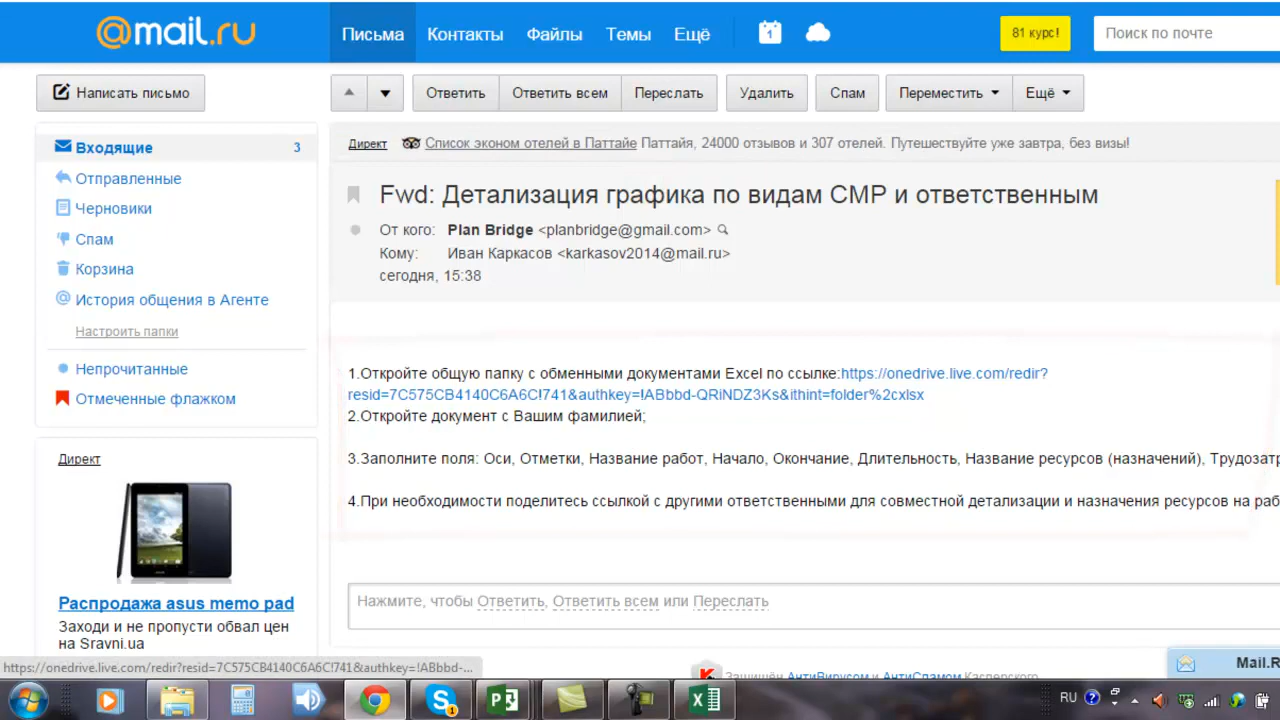 @mail.ru
Письма
Контакты
Файлы
Темы
Ещё
1
81 курс!
Поиск по почте
Написать письмо
Ответить
Ответить всем
Переслать
Удалить
Спам
Переместить
Ещё
Входящие 3
Отправленные
Черновики
Спам
Корзина
История общения в Агенте
Настроить папки
Непрочитанные
Отмеченные флажком
Директ
Распродажа asus memo pad
Заходи и не пропусти обвал цен
на Sravni.ua
Директ Список эконом отелей в Паттайе Паттайя, 24000 отзывов и 307 отелей. Путешествуйте уже завтра, без визы!
Fwd: Детализация графика по видам СМР и ответственным
От кого: Plan Bridge <planbridge@gmail.com>
Кому: Иван Каркасов <karkasov2014@mail.ru>
сегодня, 15:38
1.Откройте общую папку с обменными документами Excel по ссылке:https://onedrive.live.com/redir?
resid=7C575CB4140C6A6C!741&authkey=!ABbbd-QRiNDZ3Ks&ithint=folder%2cxlsx
2.Откройте документ с Вашим фамилией;
3.Заполните поля: Оси, Отметки, Название работ, Начало, Окончание, Длительность, Название ресурсов (назначений), Трудозатр
4.При необходимости поделитесь ссылкой с другими ответственными для совместной детализации и назначения ресурсов на раб
Нажмите, чтобы Ответить, Ответить всем или Переслать
Защищён АнтиВирусом и АнтиСпамом Касперского
Mail.R
https://onedrive.live.com/redir?resid=7C575CB4140C6A6C!741&authkey=!ABbbd-...
RU